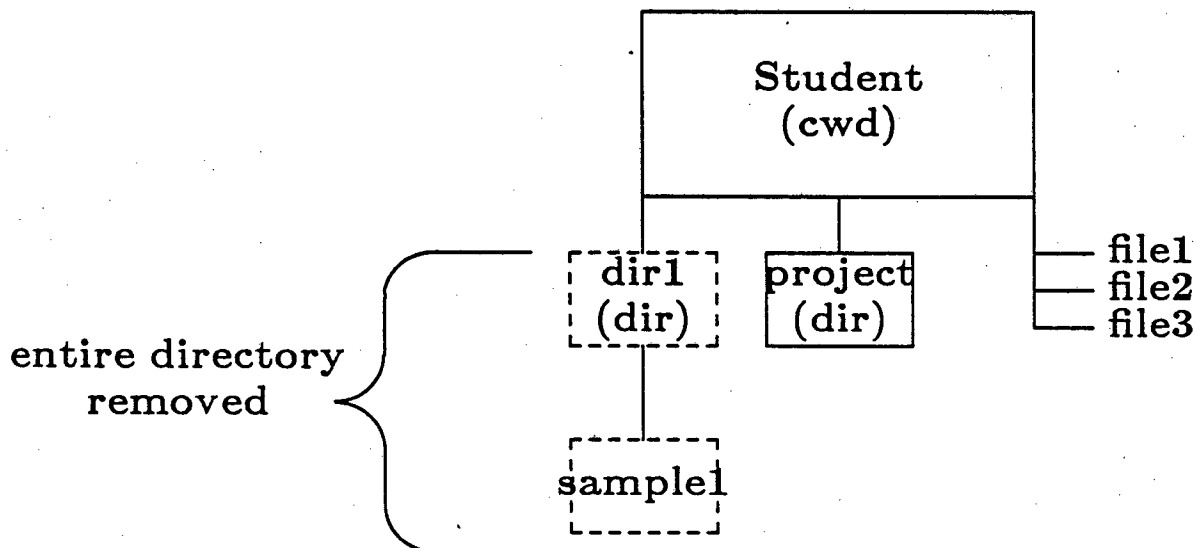 Student
(cwd)
dir1
(dir)
project
(dir)
file1
file2
file3
entire directory
removed
sample1